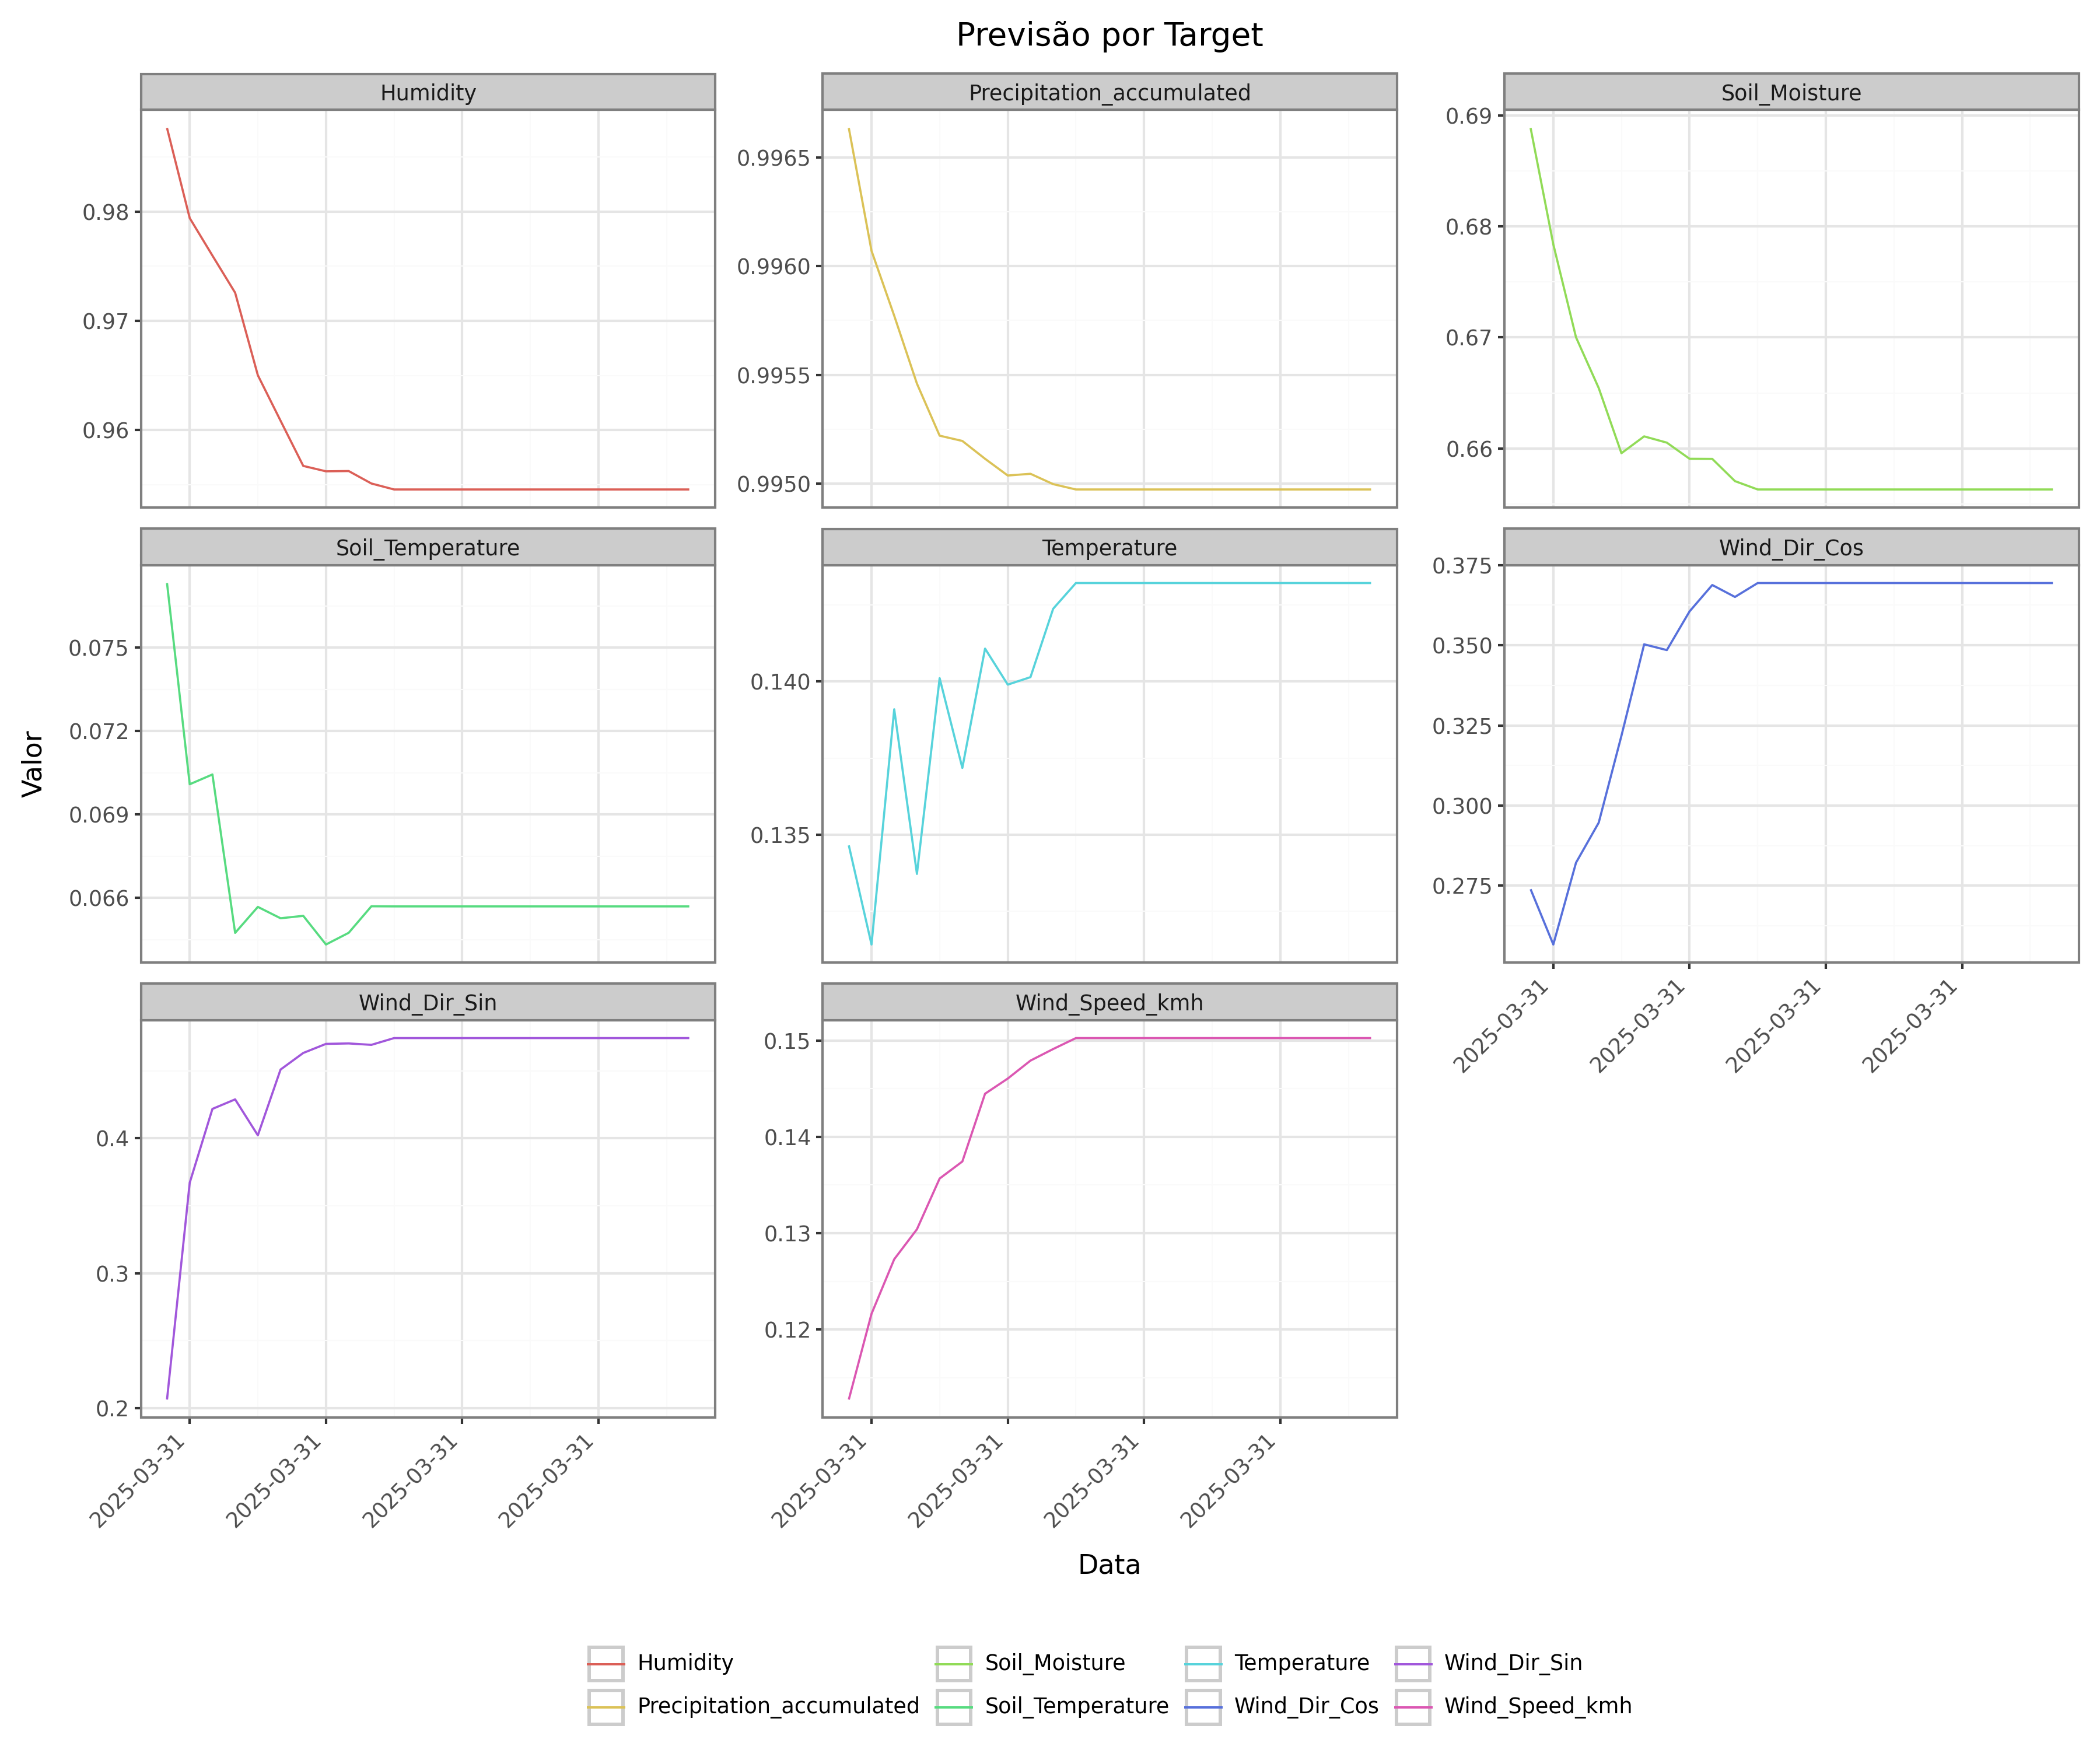 Previsão por Target
Humidity
Precipitation_accumulated
Soil_Moisture
0.98
0.97
0.96
0.9965
0.9960
0.9955
0.9950
0.69
0.68
0.67
0.66
Soil_Temperature
Temperature
Wind_Dir_Cos
0.075
0.072
0.069
0.066
0.140
0.135
0.375
0.350
0.325
0.300
0.275
2025-03-31
2025-03-31
2025-03-31
2025-03-31
Valor
Wind_Dir_Sin
Wind_Speed_kmh
0.4
0.3
0.2
0.15
0.14
0.13
0.12
2025-03-31
2025-03-31
2025-03-31
2025-03-31
2025-03-31
2025-03-31
2025-03-31
2025-03-31
Data
Humidity
Soil_Moisture
Temperature
Wind_Dir_Sin
Precipitation_accumulated
Soil_Temperature
Wind_Dir_Cos
Wind_Speed_kmh